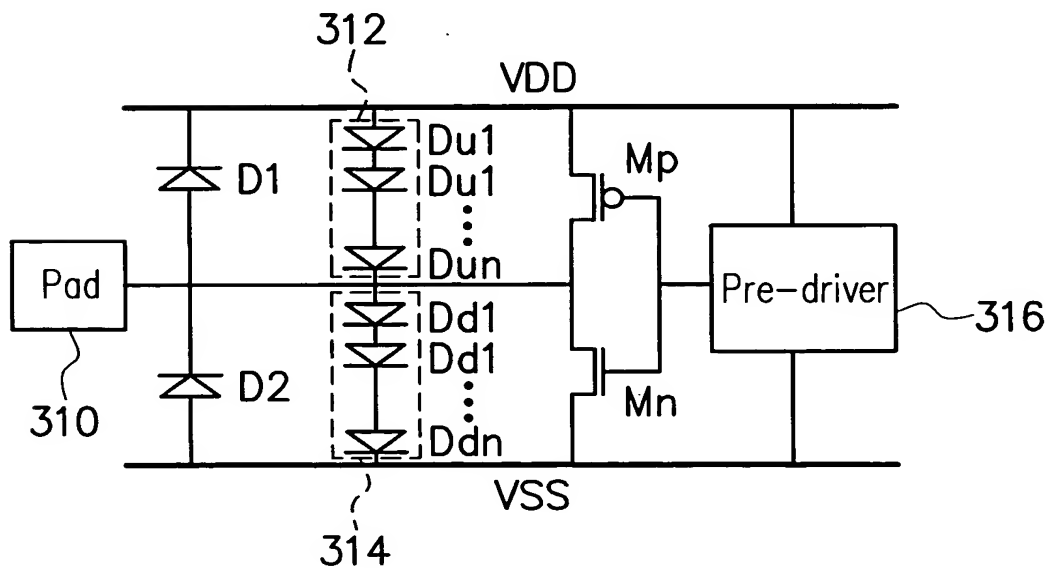 312
VDD
Du1
D1
Mp
Du1
Dun
Pad
Pre-driver
316
Dd1
Dd1
D2
Mn
310
Ddn
VSS
314